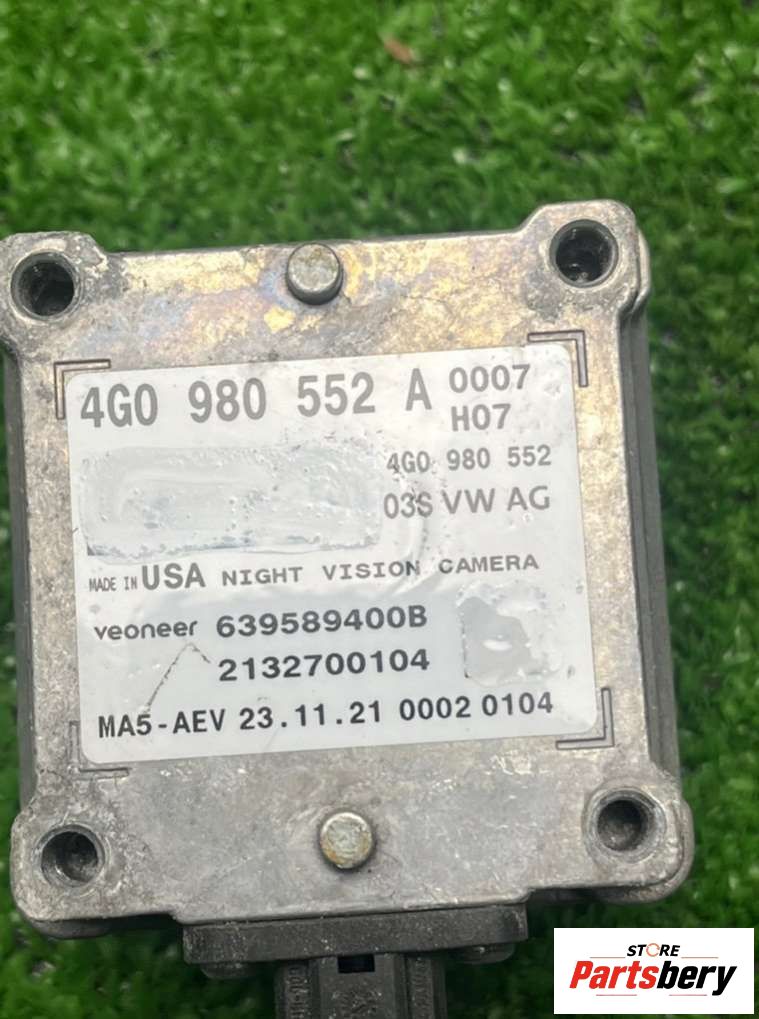 4G0 980 552 A 0007
H07
4G0 980 552
03S VW AG
MADE IN USA NIGHT VISION CAMERA
veoneer 639589400B
2132700104
MA5-AEV 23.11.21 0002 0104
STORE
Partsbery